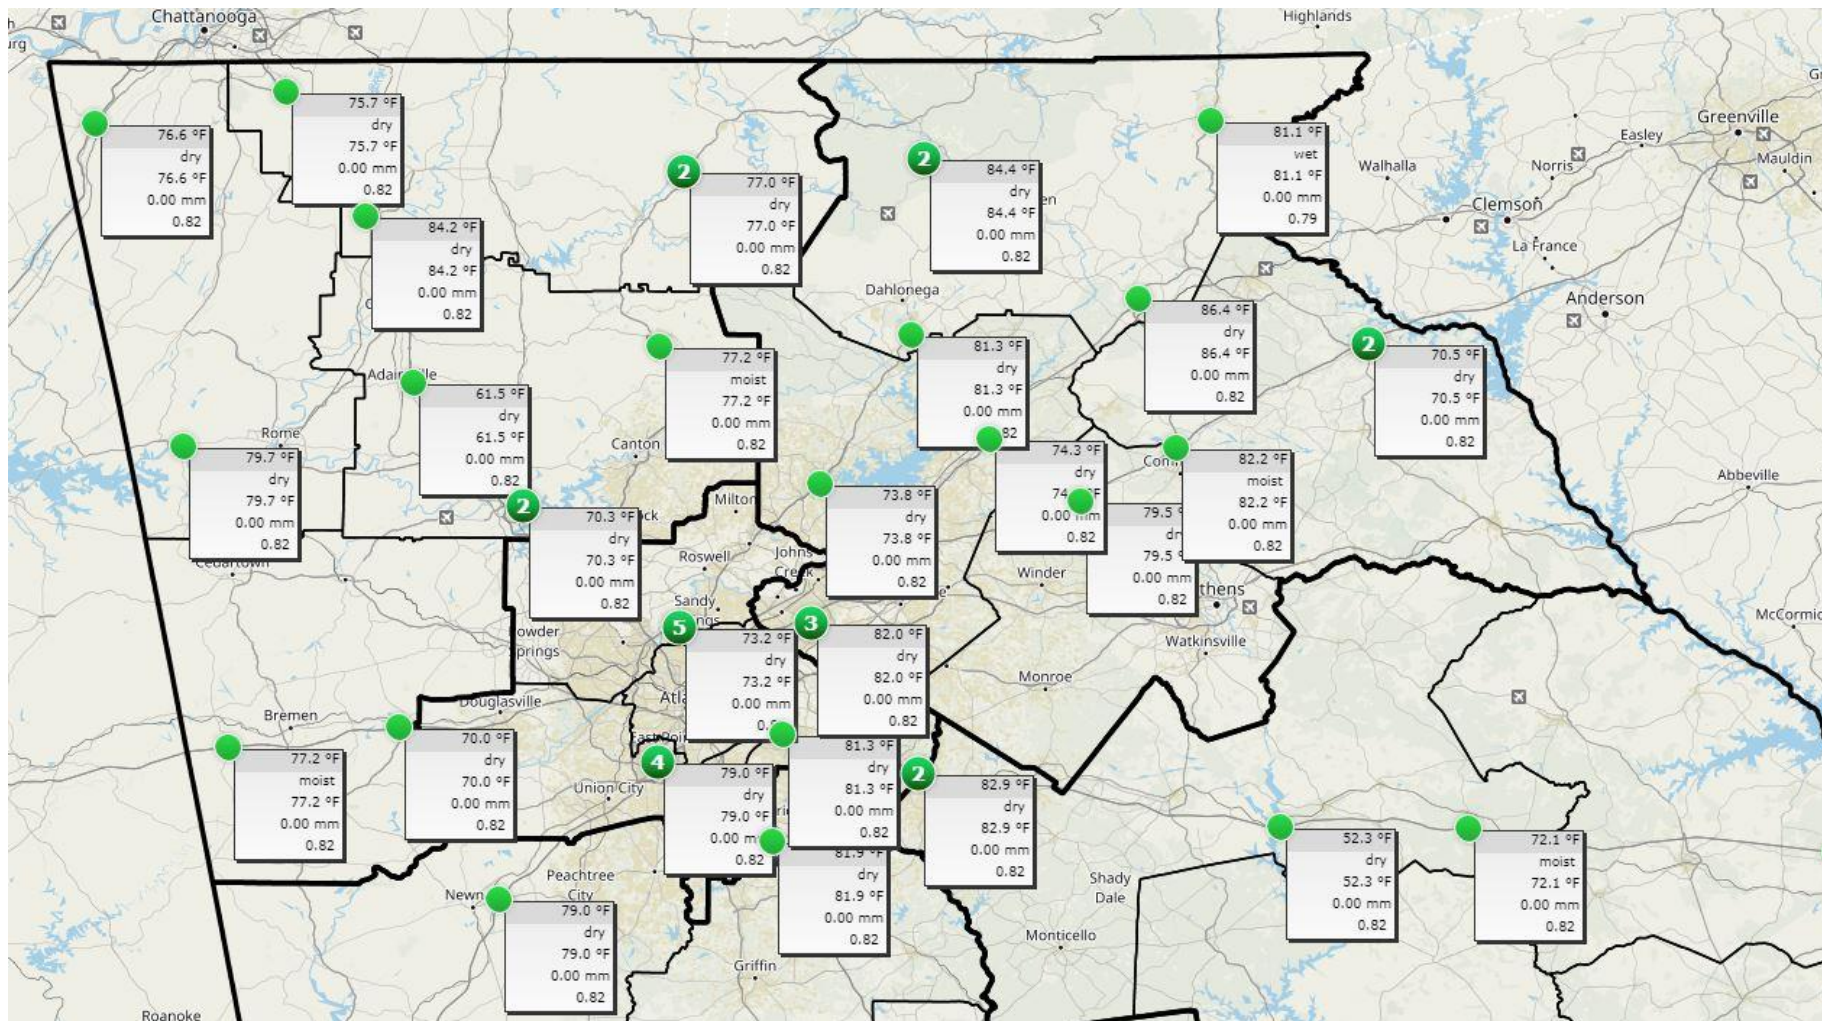 Chattanooga
Highlands
Greenville
Easley
Mauldin
Walhalla
Norris
Clemson
La France
Anderson
Abbeville
Dahlonega
Rome
Canton
Milton
Roswell
Johns
Creek
Sandy
Winder
Watkinsville
Monroe
Bremen
Douglasville
Union City
Peachtree
City
Shady
Dale
Monticello
Griffin
Roanoke
75.7 °F
dry
75.7 °F
0.00 mm
0.82
76.6 °F
dry
76.6 °F
0.00 mm
0.82
81.1 °F
wet
81.1 °F
0.00 mm
0.79
2
84.4 °F
dry
84.4 °F
0.00 mm
0.82
2
77.0 °F
dry
77.0 °F
0.00 mm
0.82
84.2 °F
dry
84.2 °F
0.00 mm
0.82
86.4 °F
dry
86.4 °F
0.00 mm
0.82
81.3 °F
dry
81.3 °F
0.00 mm
2
70.5 °F
dry
70.5 °F
0.00 mm
0.82
77.2 °F
moist
77.2 °F
0.00 mm
0.82
61.5 °F
dry
61.5 °F
0.00 mm
0.82
79.7 °F
dry
79.7 °F
0.00 mm
0.82
74.3 °F
dry
0.82
82.2 °F
moist
82.2 °F
0.00 mm
0.82
79.5
79.5
0.00 mm
0.82
73.8 °F
dry
73.8 °F
0.00 mm
0.82
2
70.3 °F
dry
70.3 °F
0.00 mm
0.82
5
73.2 °F
dry
73.2 °F
0.00 mm
3
82.0 °F
dry
82.0 °F
0.00 mm
0.82
70.0 °F
dry
70.0 °F
0.00 mm
0.82
77.2 °F
moist
77.2 °F
0.00 mm
0.82
81.3 °F
dry
81.3 °F
0.00 mm
0.82
4
79.0 °F
dry
79.0 °F
0.00
0.82
2
82.9 °F
dry
82.9 °F
0.00 mm
0.82
81.9 °F
dry
81.9 °F
0.00 mm
0.82
52.3 °F
dry
52.3 °F
0.00 mm
0.82
72.1 °F
moist
72.1 °F
0.00 mm
0.82
79.0 °F
dry
79.0 °F
0.00 mm
0.82